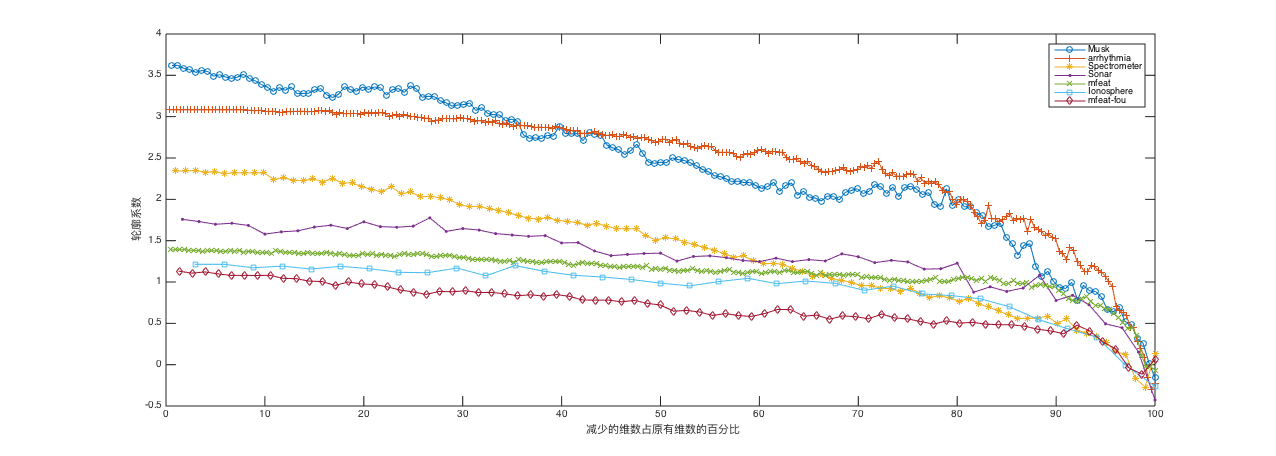 4
3.5
3
2.5
2
1.5
1
0.5
0
-0.5
轮廓系数
0 10 20 30 40 50 60 70 80 90 100
减少的维数占原有维数的百分比
Musk
arrhythmia
Spectrometer
Sonar
mfeat
Ionosphere
mfeat-fou